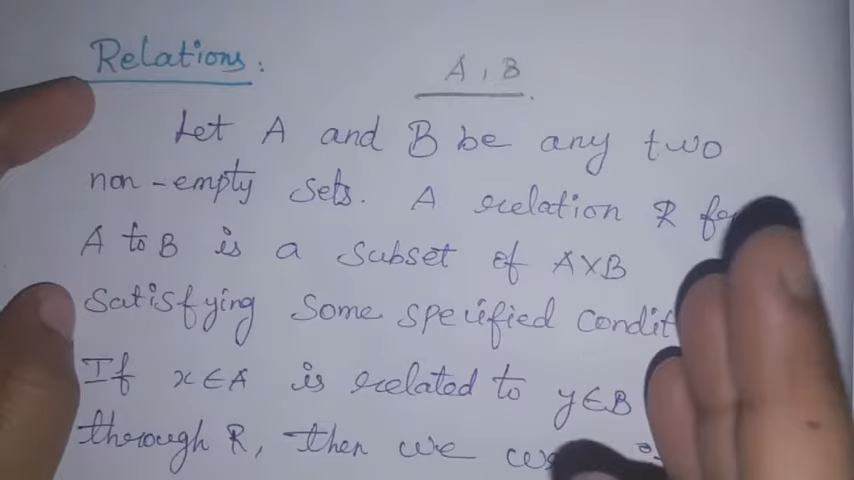 Relations:
A, B
Let A and B be any two
non-empty sets. A relation R
A to B is a subset of A×B
satisfying some specified
If x∈A is related to y∈B
through R, then we